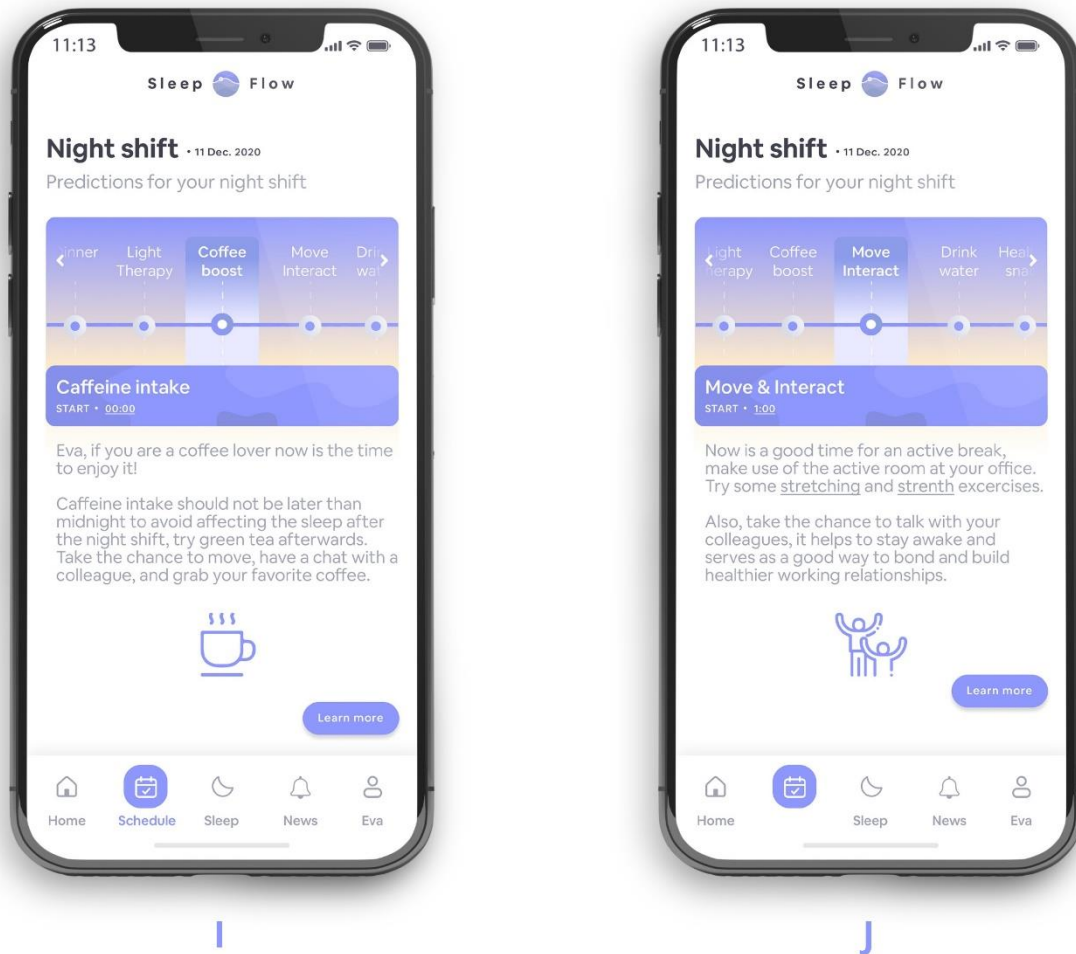 11:13
Sleep Flow
Night shift • 11 Dec. 2020
Predictions for your night shift
Light Coffee Move
Therapy boost Interact
Caffeine intake
START • 00:00
Eva, if you are a coffee lover now is the time
to enjoy it!
Caffeine intake should not be later than
midnight to avoid affecting the sleep after
the night shift, try green tea afterwards.
Take the chance to move, have a chat with a
colleague, and grab your favorite coffee.
Learn more
Home Schedule Sleep News Eva
I
11:13
Sleep Flow
Night shift • 11 Dec. 2020
Predictions for your night shift
Coffee Move Drink
boost Interact water
Move & Interact
START • 1:00
Now is a good time for an active break,
make use of the active room at your office.
Try some stretching and strenth excercises.
Also, take the chance to talk with your
colleagues, it helps to stay awake and
serves as a good way to bond and build
healthier working relationships.
Learn more
Home Sleep News Eva
J